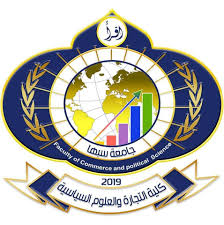 اقرأ
جامعة سبها
Faculty of Commerce and political Science
2019
كلية التجارة والعلوم السياسية